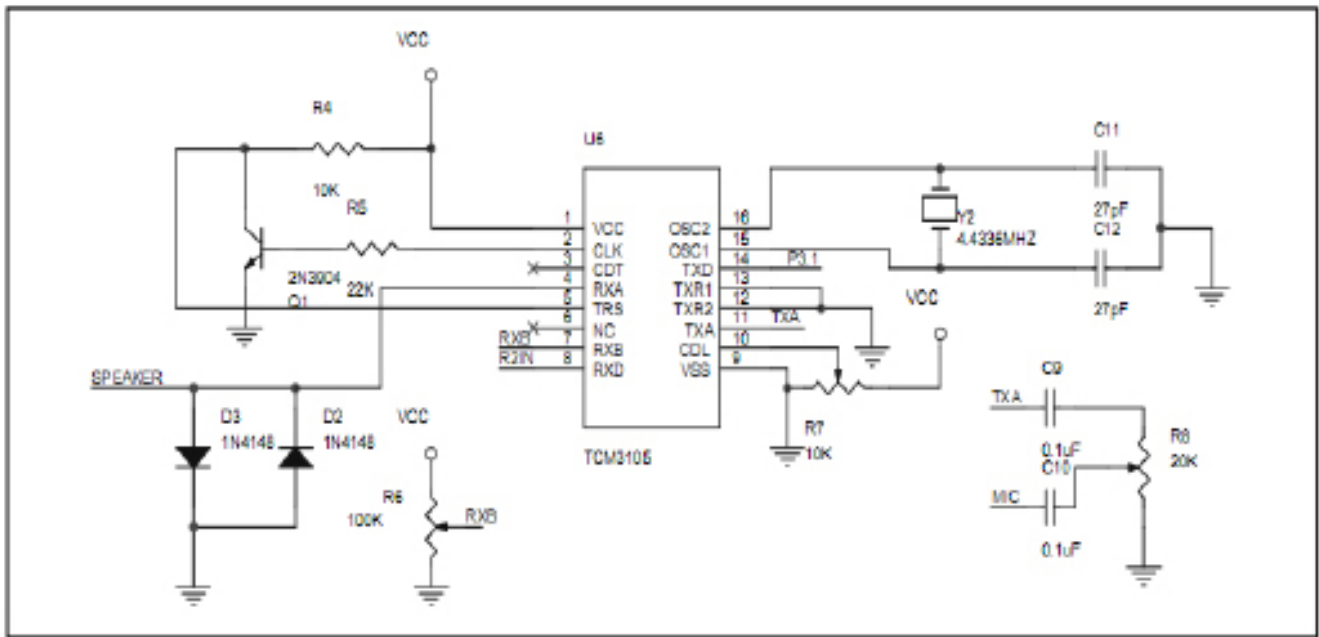 VCC
R4
10K
R5
22K
2N3904
Q1
U6
1 VCC
2 CLK
3 CDT
4 RXA
5 TRS
6 NC
7 RXB
8 RXD
RXB
R2IN
16 OSC2
15 OSC1
14 TXD
13 TXR1
12 TXR2
11 TXA
10 CDL
9 VSS
TCM3105
P3.1
TXA
C11
27pF
C12
27pF
Y2
4.4336MHZ
VCC
R7
10K
SPEAKER
D3
1N4148
D2
1N4148
VCC
R6
100K
RXB
TXA
C9
0.1uF
C10
MIC
0.1uF
R8
20K